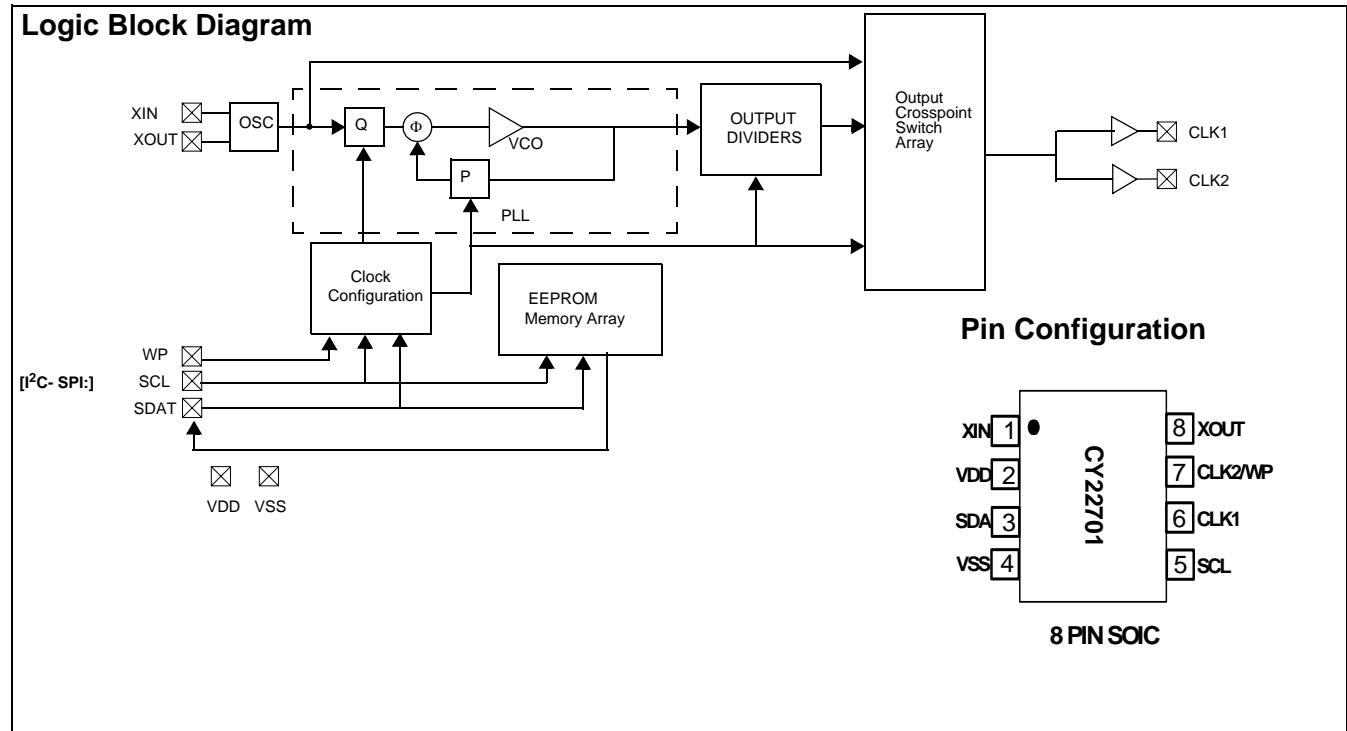 Logic Block Diagram
XIN
XOUT
OSC
Q
Φ
VCO
P
PLL
OUTPUT
DIVIDERS
Output
Crosspoint
Switch
Array
CLK1
CLK2
Clock
Configuration
EEPROM
Memory Array
[I²C- SPI:]
WP
SCL
SDAT
VDD VSS
Pin Configuration
XIN 1
VDD 2
SDA 3
VSS 4
CY22701
8 XOUT
7 CLK2/WP
6 CLK1
5 SCL
8 PIN SOIC